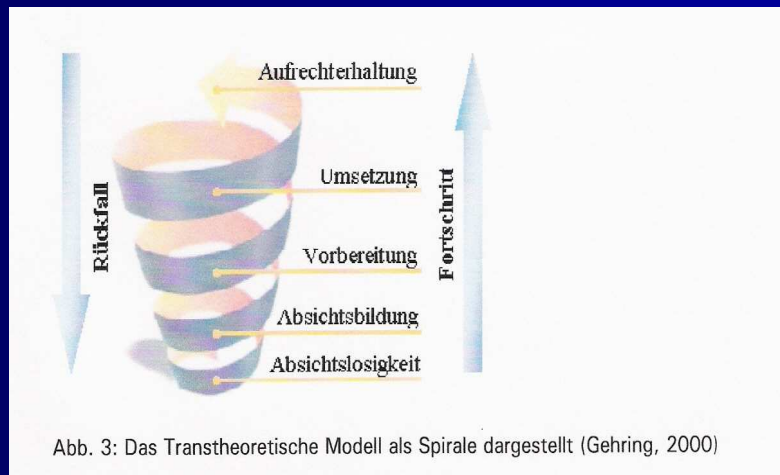 Aufrechterhaltung
Umsetzung
Rückfall
Fortschritt
Vorbereitung
Absichtsbildung
Absichtslosigkeit
Abb. 3: Das Transtheoretische Modell als Spirale dargestellt (Gehring, 2000)